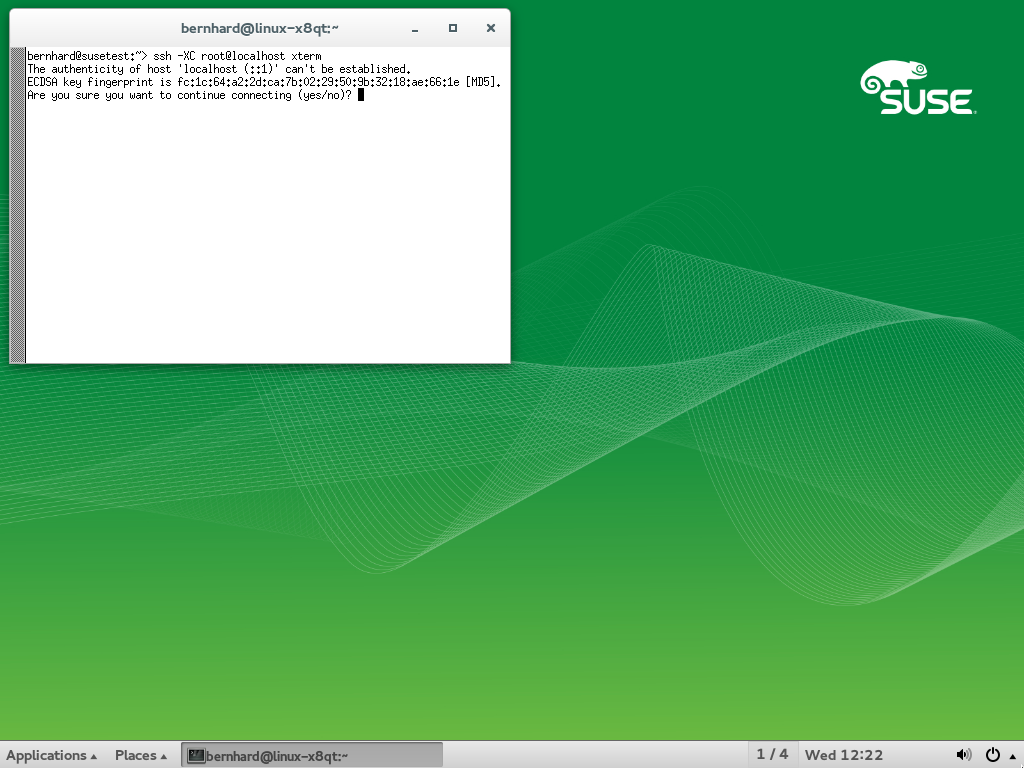 bernhard@linux-x8qt:~
bernhard@susetest:~> ssh -XC root@localhost xterm
The authenticity of host 'localhost (::1)' can't be established.
ECDSA key fingerprint is fc:1c:64:a2:2d:ca:7b:02:29:50:9b:32:18:ae:66:1e [MD5].
Are you sure you want to continue connecting (yes/no)?
SUSE
Applications Places bernhard@linux-x8qt:~ 1 / 4 Wed 12:22